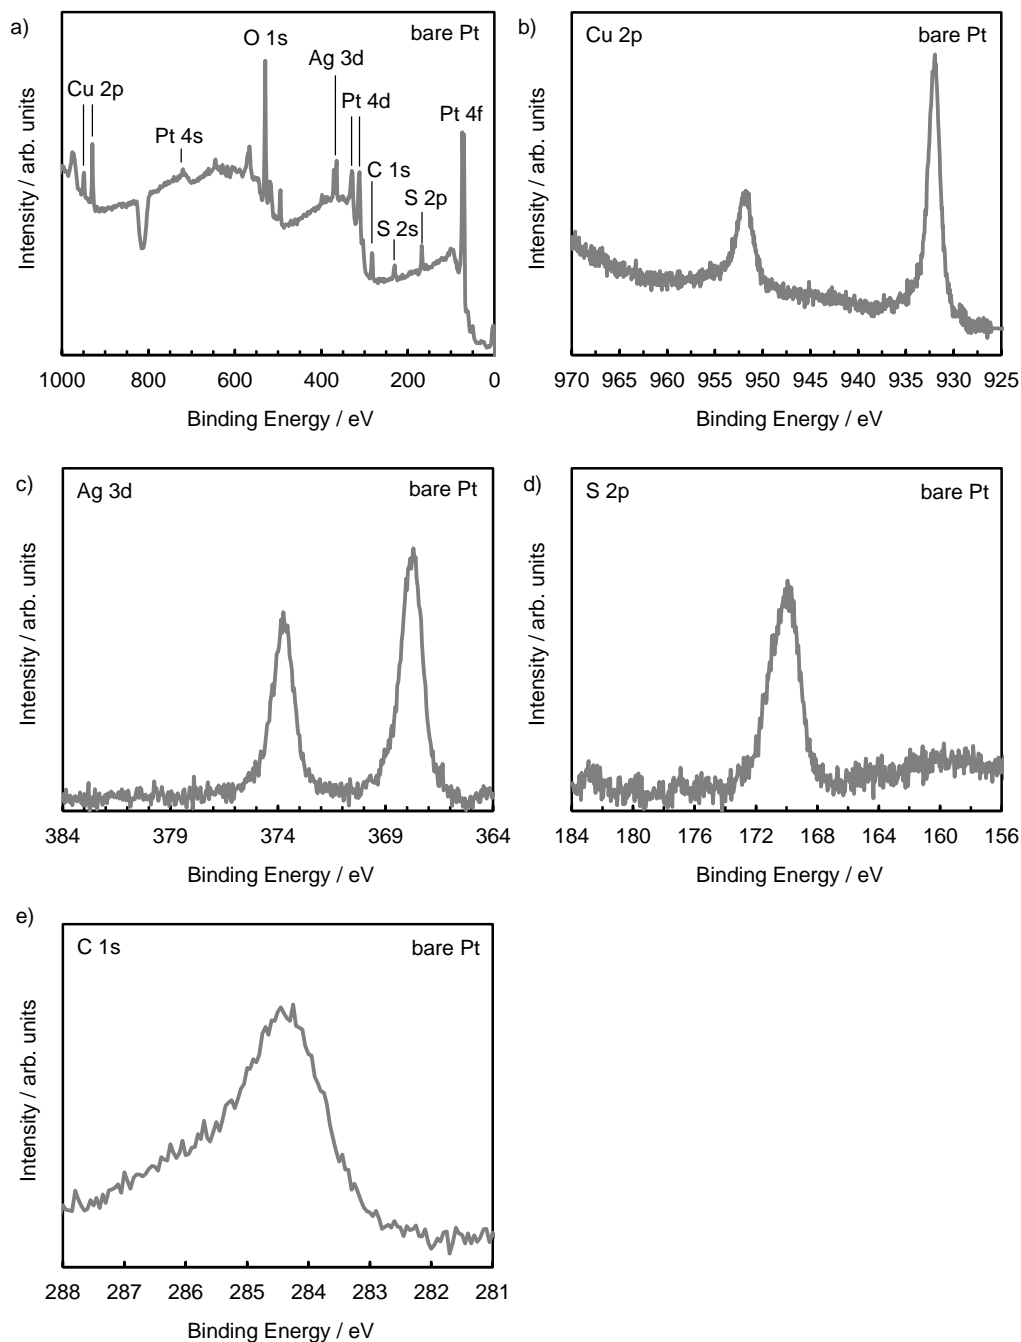 a)
bare Pt
O 1s
Ag 3d
Cu 2p
Pt 4d
Pt 4f
Pt 4s
C 1s
S 2p
S 2s
Intensity / arb. units
1000 800 600 400 200 0
Binding Energy / eV
b)
Cu 2p bare Pt
Intensity / arb. units
970 965 960 955 950 945 940 935 930 925
Binding Energy / eV
c)
Ag 3d bare Pt
Intensity / arb. units
384 379 374 369 364
Binding Energy / eV
d)
S 2p bare Pt
Intensity / arb. units
184 180 176 172 168 164 160 156
Binding Energy / eV
e)
C 1s bare Pt
Intensity / arb. units
288 287 286 285 284 283 282 281
Binding Energy / eV